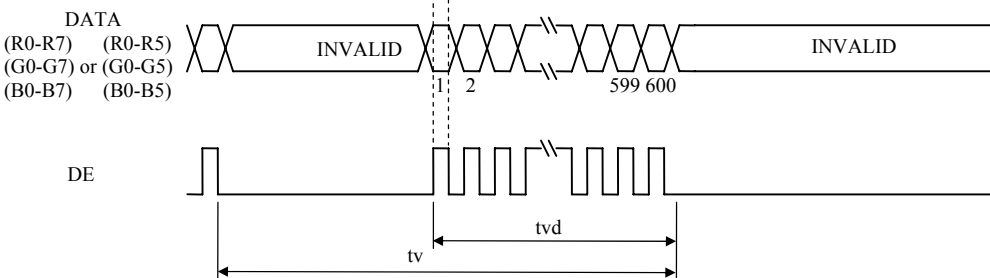 DATA
(R0-R7) (R0-R5)
(G0-G7) or (G0-G5)
(B0-B7) (B0-B5)
INVALID
INVALID
1 2 599 600
DE
tvd
tv